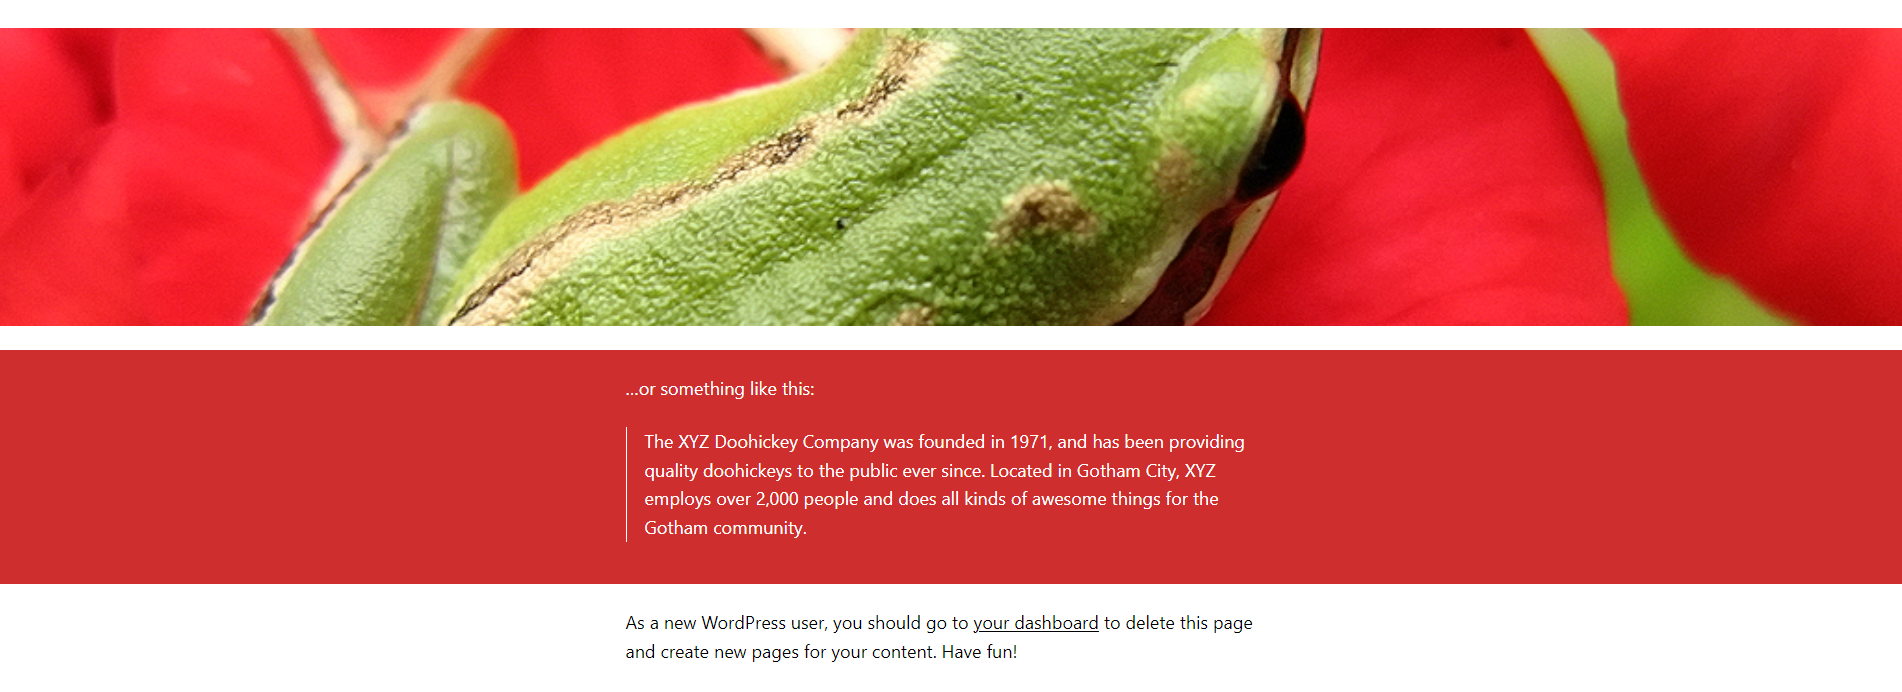 ...or something like this:
The XYZ Doohickey Company was founded in 1971, and has been providing
quality doohickeys to the public ever since. Located in Gotham City, XYZ
employs over 2,000 people and does all kinds of awesome things for the
Gotham community.
As a new WordPress user, you should go to your dashboard to delete this page
and create new pages for your content. Have fun!